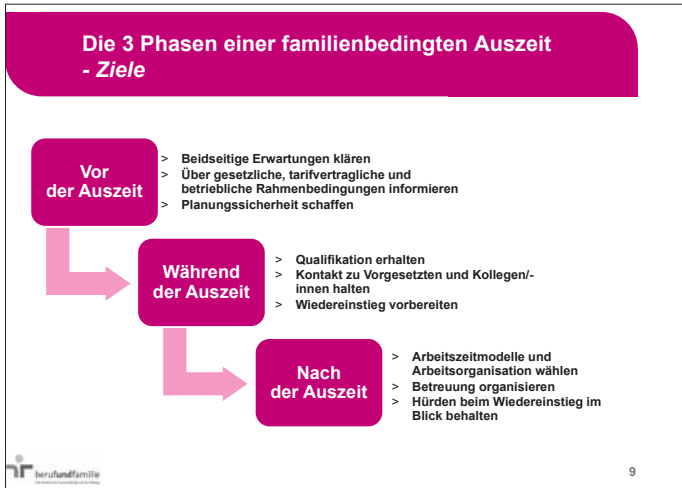 Die 3 Phasen einer familienbedingten Auszeit
- Ziele
Vor
der Auszeit
> Beidseitige Erwartungen klären
> Über gesetzliche, tarifvertragliche und
betriebliche Rahmenbedingungen informieren
> Planungssicherheit schaffen
Während
der Auszeit
> Qualifikation erhalten
> Kontakt zu Vorgesetzten und Kollegen/-
innen halten
> Wiedereinstieg vorbereiten
Nach
der Auszeit
> Arbeitszeitmodelle und
Arbeitsorganisation wählen
> Betreuung organisieren
> Hürden beim Wiedereinstieg im
Blick behalten
berufundfamilie
9